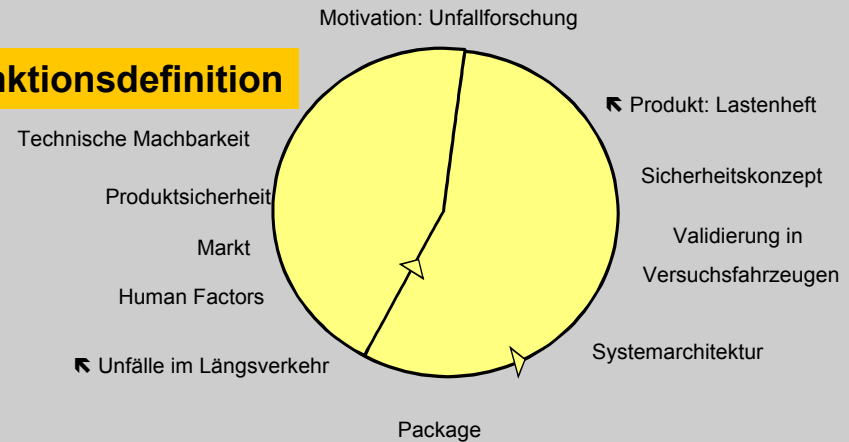 Motivation: Unfallforschung
nktionsdefinition
↖ Produkt: Lastenheft
Technische Machbarkeit
Sicherheitskonzept
Produktsicherheit
Validierung in
Versuchsfahrzeugen
Markt
Human Factors
Systemarchitektur
↖ Unfälle im Längsverkehr
Package